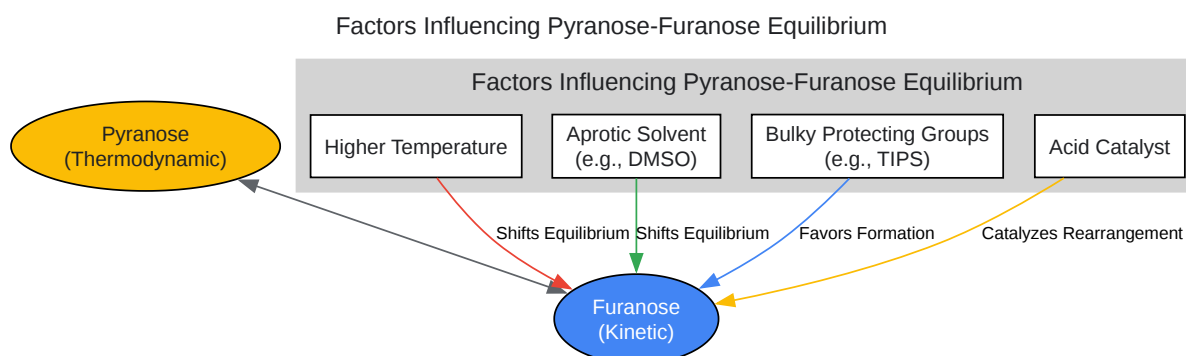 Factors Influencing Pyranose-Furanose Equilibrium
Factors Influencing Pyranose-Furanose Equilibrium
Pyranose
(Thermodynamic)
Higher Temperature
Aprotic Solvent
(e.g., DMSO)
Bulky Protecting Groups
(e.g., TIPS)
Acid Catalyst
Shifts Equilibrium
Shifts Equilibrium
Favors Formation
Catalyzes Rearrangement
Furanose
(Kinetic)